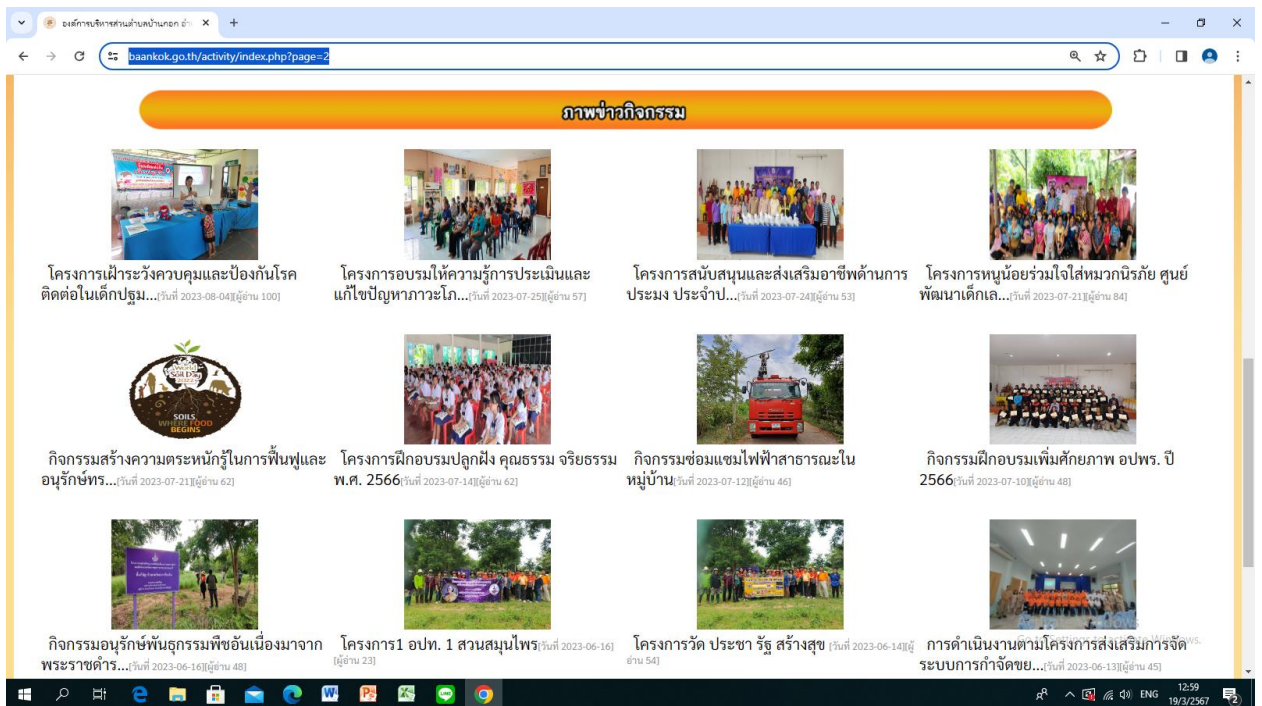 องค์การบริหารส่วนตำบลบ้านกอก อำ
baankok.go.th/activity/index.php?page=2
ภาพข่าวกิจกรรม
โครงการเฝ้าระวังควบคุมและป้องกันโรค
ติดต่อในเด็กปฐม...[วันที่ 2023-08-04][ผู้อ่าน 100]
โครงการอบรมให้ความรู้การประเมินและ
แก้ไขปัญหาภาวะโภ...[วันที่ 2023-07-25][ผู้อ่าน 57]
โครงการสนับสนุนและส่งเสริมอาชีพด้านการ
ประมง ประจำป...[วันที่ 2023-07-24][ผู้อ่าน 53]
โครงการหนูน้อยร่วมใจใส่หมวกนิรภัย ศูนย์
พัฒนาเด็กเล...[วันที่ 2023-07-21][ผู้อ่าน 84]
World
Soil Day
2022
SOILS
WHERE FOOD
BEGINS
กิจกรรมสร้างความตระหนักรู้ในการฟื้นฟูและ
อนุรักษ์ทร...[วันที่ 2023-07-21][ผู้อ่าน 62]
โครงการฝึกอบรมปลูกฝัง คุณธรรม จริยธรรม
พ.ศ. 2566[วันที่ 2023-07-14][ผู้อ่าน 62]
กิจกรรมซ่อมแซมไฟฟ้าสาธารณะใน
หมู่บ้าน[วันที่ 2023-07-12][ผู้อ่าน 46]
กิจกรรมฝึกอบรมเพิ่มศักยภาพ อปพร. ปี
2566[วันที่ 2023-07-10][ผู้อ่าน 48]
กิจกรรมอนุรักษ์พันธุกรรมพืชอันเนื่องมาจาก
พระราชดำร...[วันที่ 2023-06-16][ผู้อ่าน 48]
โครงการ1 อปท. 1 สวนสมุนไพร[วันที่ 2023-06-16]
[ผู้อ่าน 23]
โครงการวัด ประชา รัฐ สร้างสุข [วันที่ 2023-06-14][ผู้
อ่าน 54]
การดำเนินงานตามโครงการส่งเสริมการจัด
ระบบการกำจัดขย...[วันที่ 2023-06-13][ผู้อ่าน 45]
Go to Settings to activate Windows.
ENG
12:59
19/3/2567
2